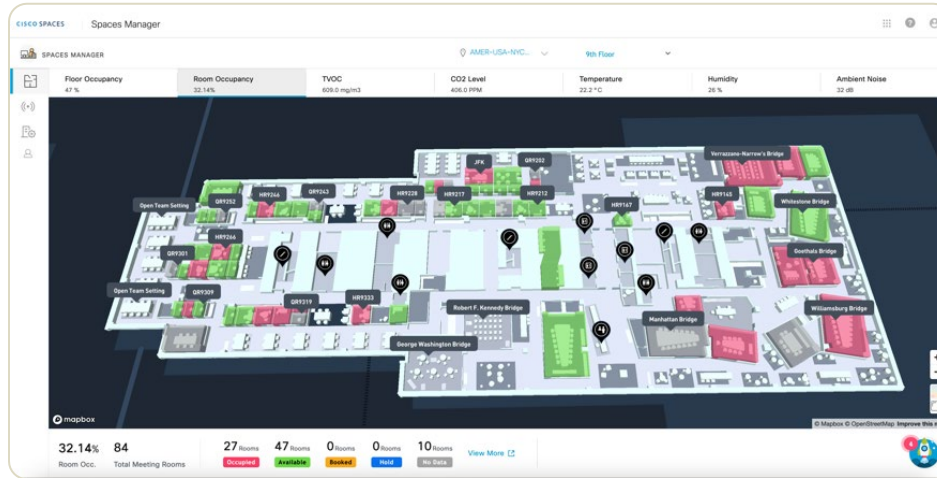 CISCO SPACES
Spaces Manager
SPACES MANAGER
AMER-USA-NYC...
9th Floor
Floor Occupancy
47 %
Room Occupancy
32.14%
TVOC
609.0 mg/m3
CO2 Level
406.0 PPM
Temperature
22.2 °C
Humidity
26 %
Ambient Noise
32 dB
Verrazzano-Narrow's Bridge
JFK
QR9202
HR9246
QR9243
HR9228
HR9217
HR9212
HR9145
Open Team Setting
QR9252
HR9167
Whitestone Bridge
HR9266
QR9301
Goethals Bridge
Open Team Setting
QR9309
QR9319
HR9333
Robert F. Kennedy Bridge
Manhattan Bridge
Williamsburg Bridge
George Washington Bridge
mapbox
© Mapbox © OpenStreetMap Improve this
32.14%
Room Occ.
84
Total Meeting Rooms
27 Rooms
Occupied
47 Rooms
Available
0 Rooms
Booked
0 Rooms
Hold
10 Rooms
No Data
View More
6